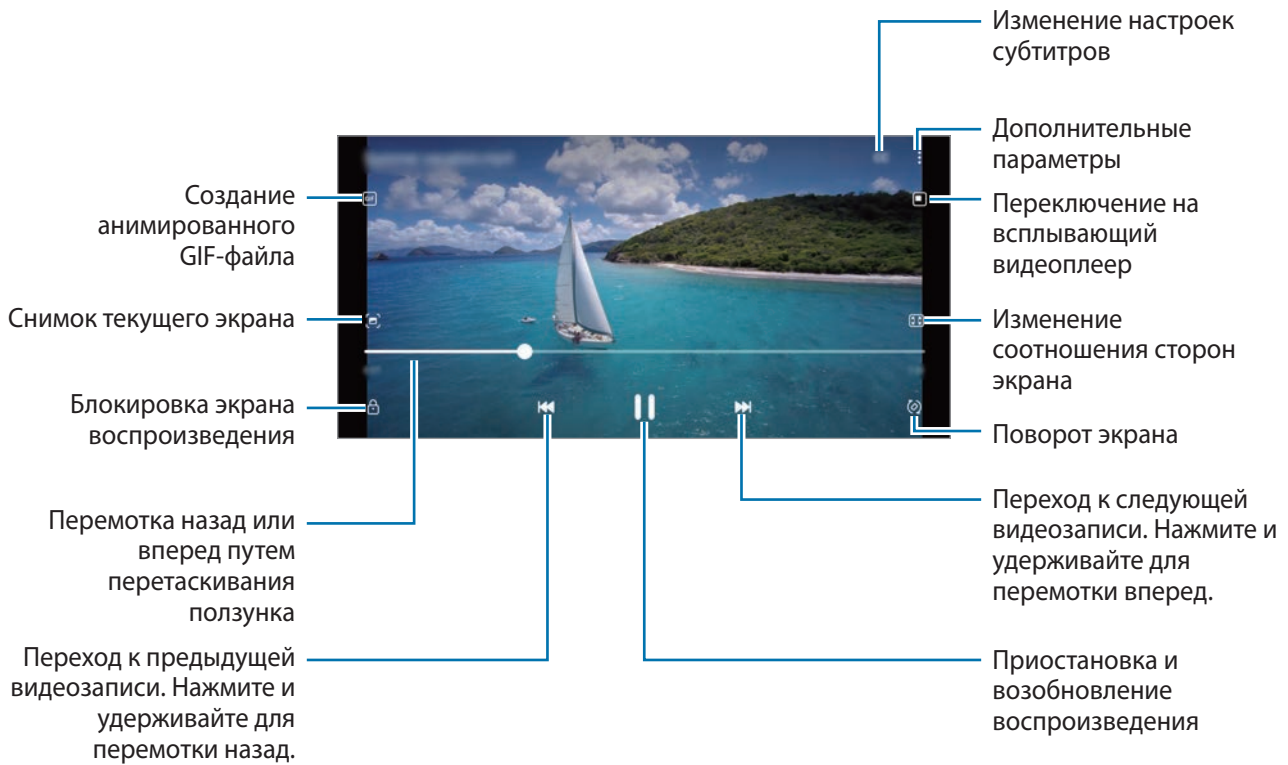 Изменение настроек
субтитров
Дополнительные
параметры
Переключение на
всплывающий
видеоплеер
Изменение
соотношения сторон
экрана
Поворот экрана
Переход к следующей
видеозаписи. Нажмите и
удерживайте для
перемотки вперед.
Приостановка и
возобновление
воспроизведения
Создание
анимированного
GIF-файла
Снимок текущего экрана
Блокировка экрана
воспроизведения
Перемотка назад или
вперед путем
перетаскивания
ползунка
Переход к предыдущей
видеозаписи. Нажмите и
удерживайте для
перемотки назад.
GIF